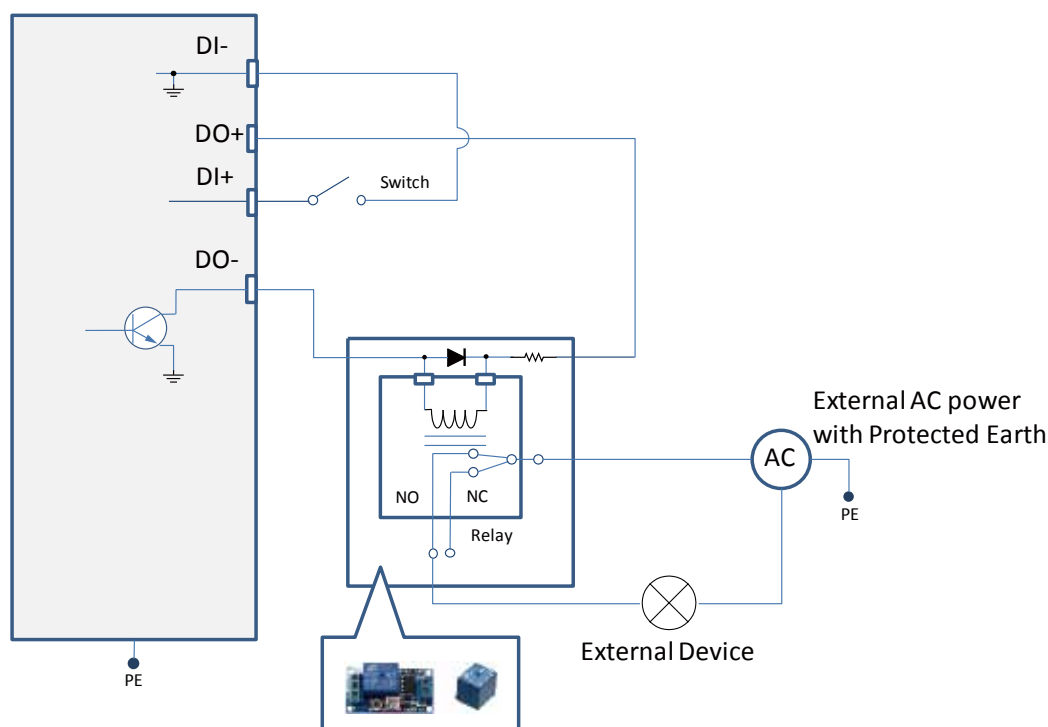 DI-
DO+
DI+
Switch
DO-
External AC power
with Protected Earth
AC
NO
NC
PE
Relay
External Device
PE